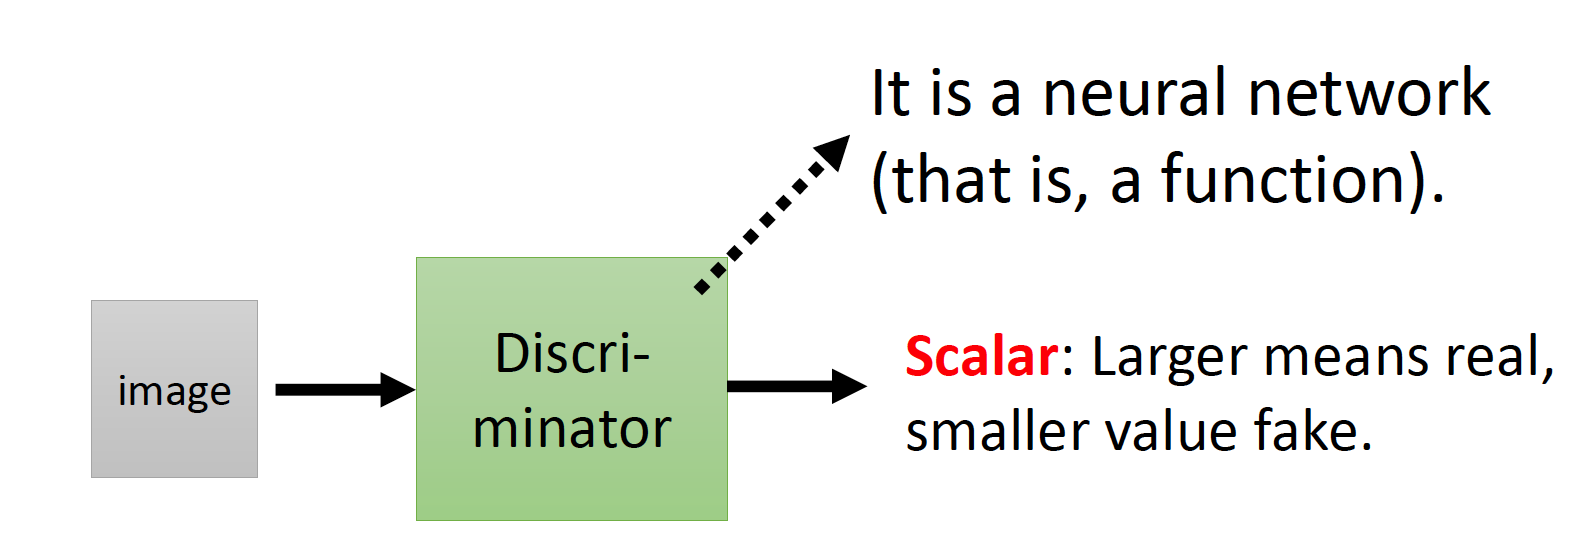 It is a neural network
(that is, a function).
image
Discri-
minator
Scalar: Larger means real,
smaller value fake.